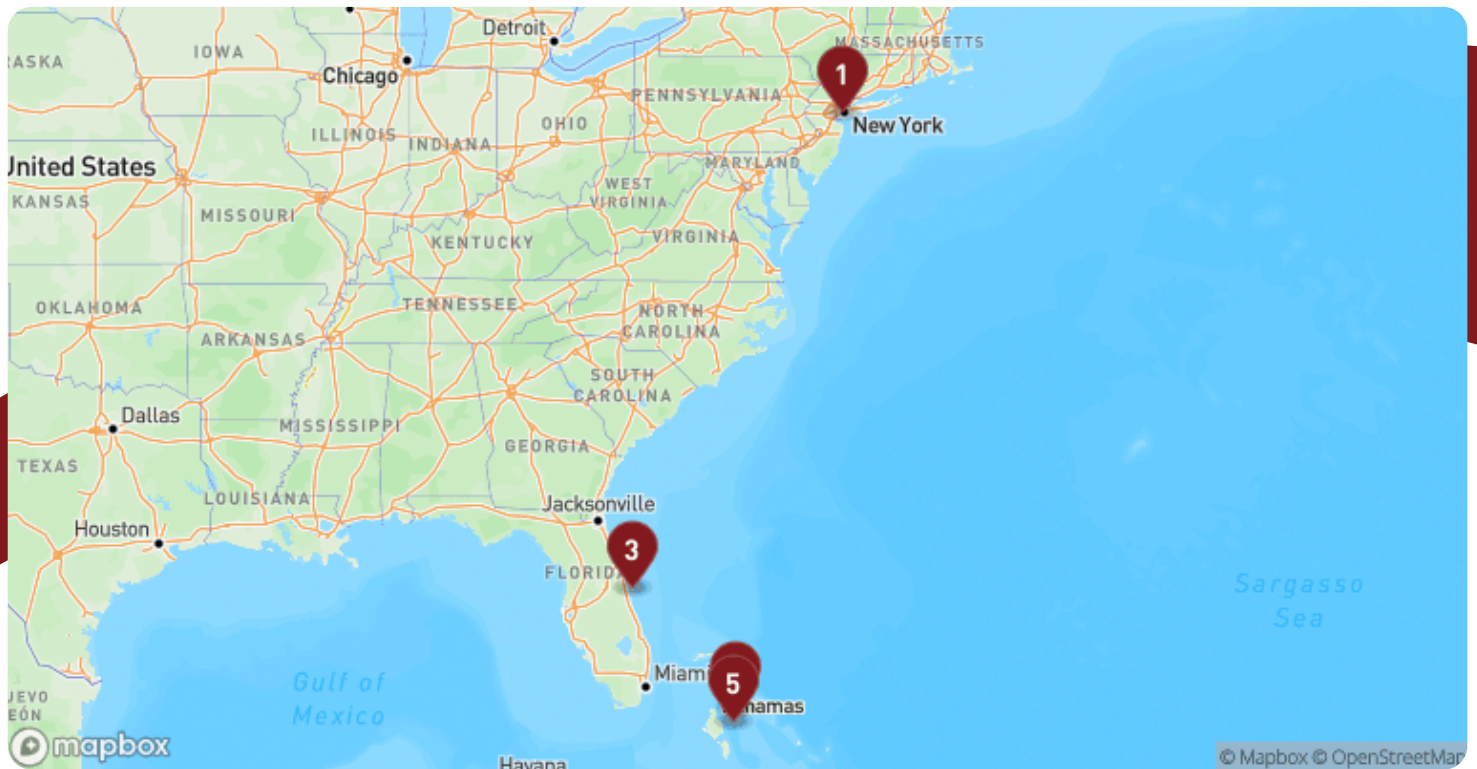 Detroit
MASSACHUSETTS
IOWA
Chicago
1
PENNSYLVANIA
New York
ILLINOIS
INDIANA
OHIO
MARYLAND
United States
KANSAS
MISSOURI
WEST
VIRGINIA
KENTUCKY
VIRGINIA
OKLAHOMA
ARKANSAS
TENNESSEE
NORTH
CAROLINA
SOUTH
CAROLINA
Dallas
MISSISSIPPI
GEORGIA
TEXAS
LOUISIANA
Jacksonville
Houston
3
FLORIDA
Sargasso
Sea
Gulf of
Mexico
Miami
5
hamas
mapbox
Havana
© Mapbox © OpenStreetMap